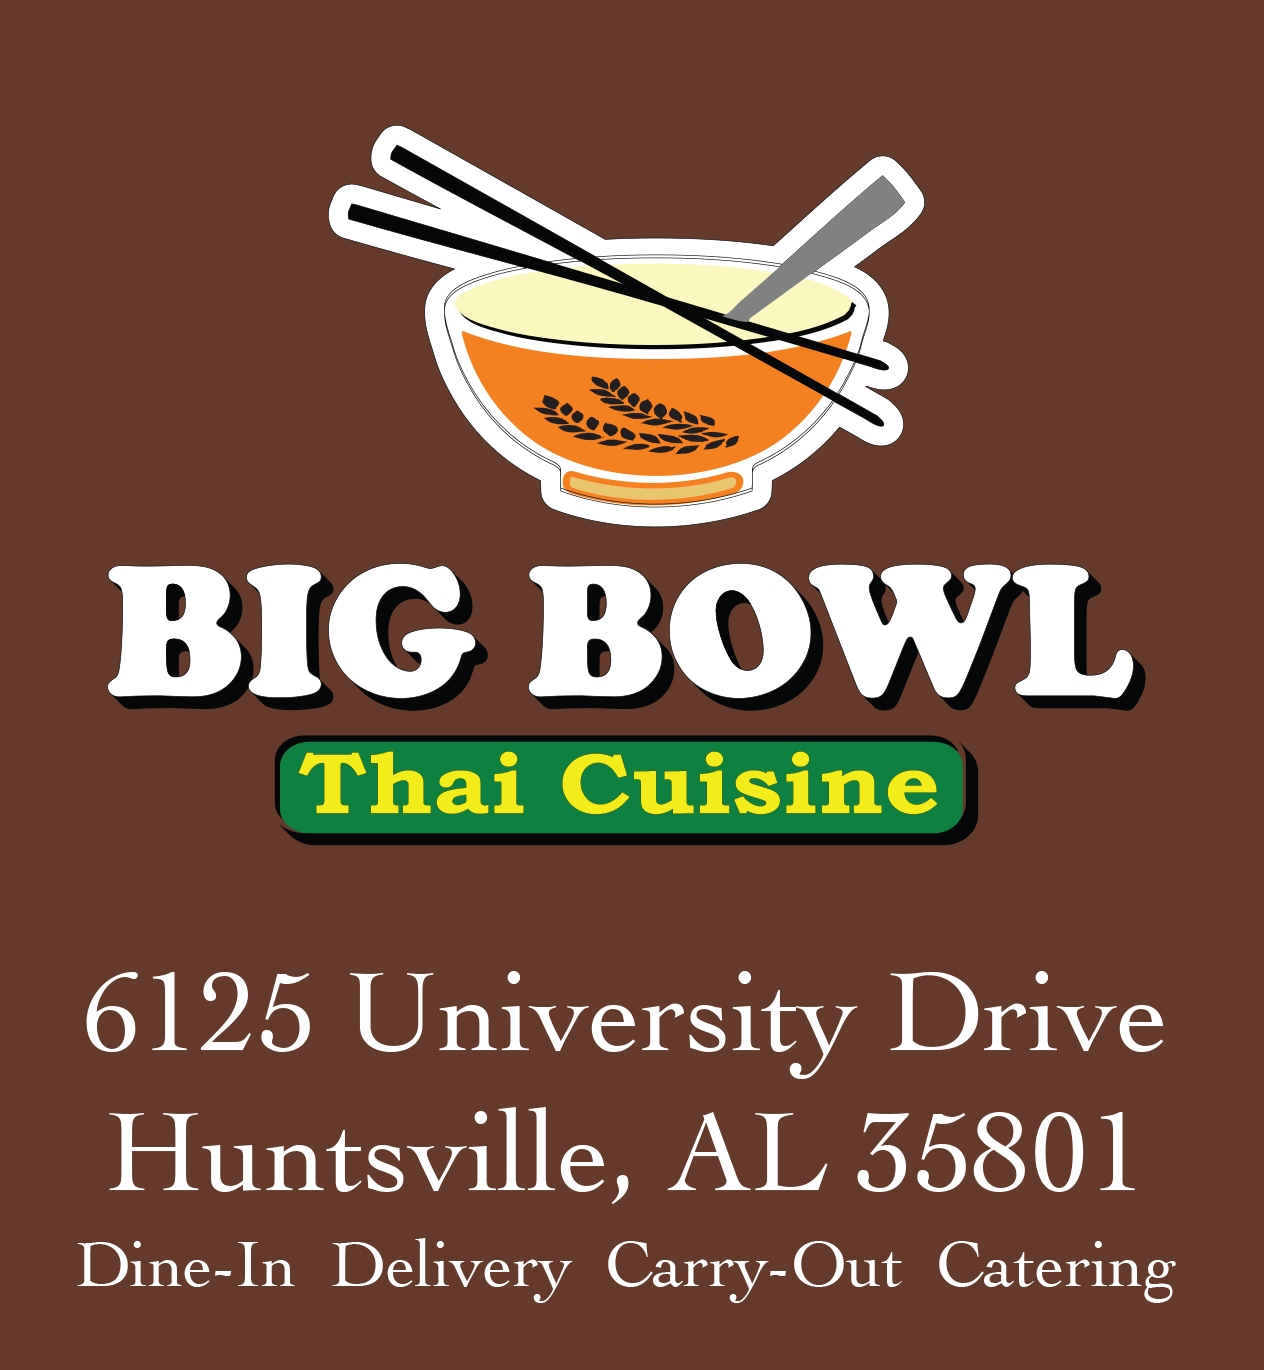 BIG BOWL
Thai Cuisine
6125 University Drive
Huntsville, AL 35801
Dine-In Delivery Carry-Out Catering